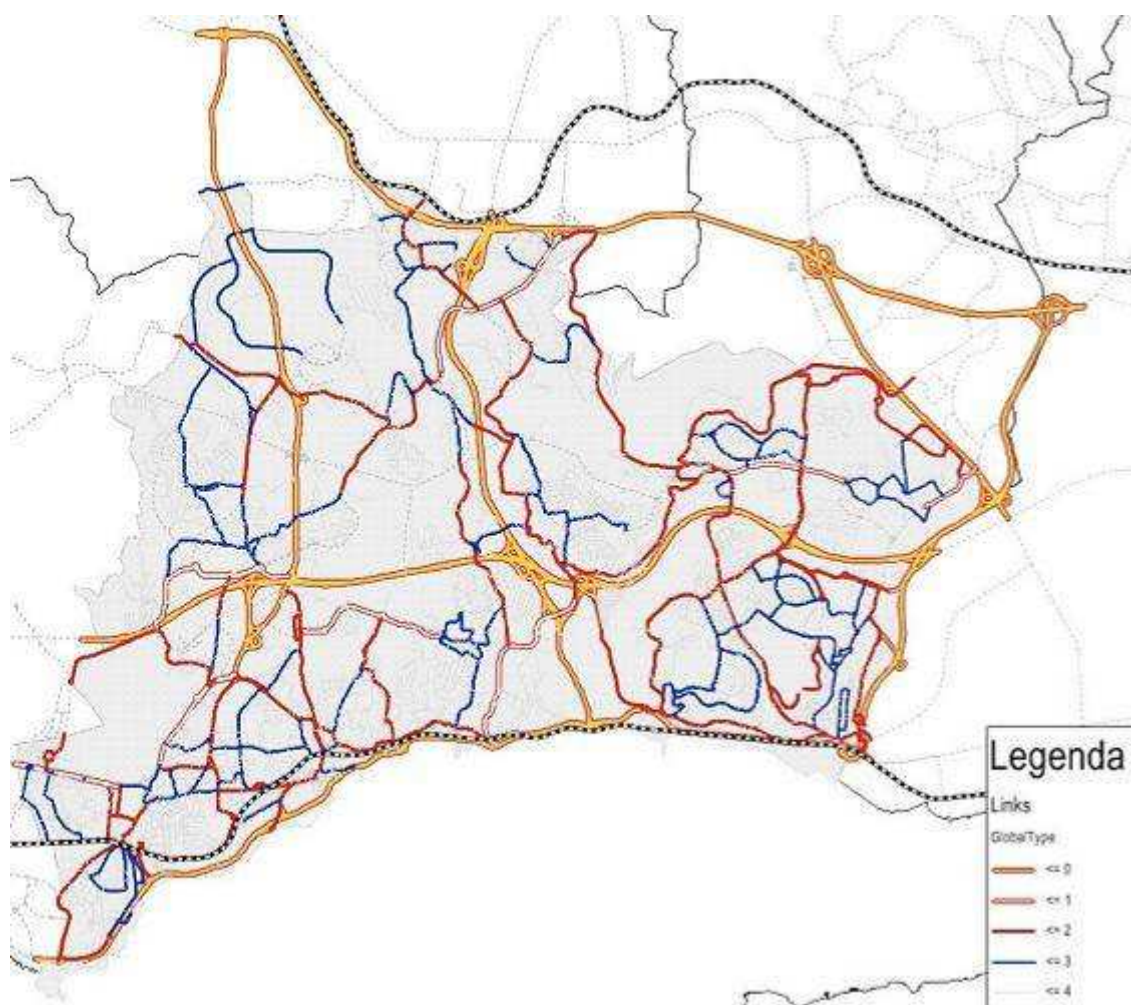 Legenda
Links
GlobalType
<= 0
<= 1
<= 2
<= 3
<= 4